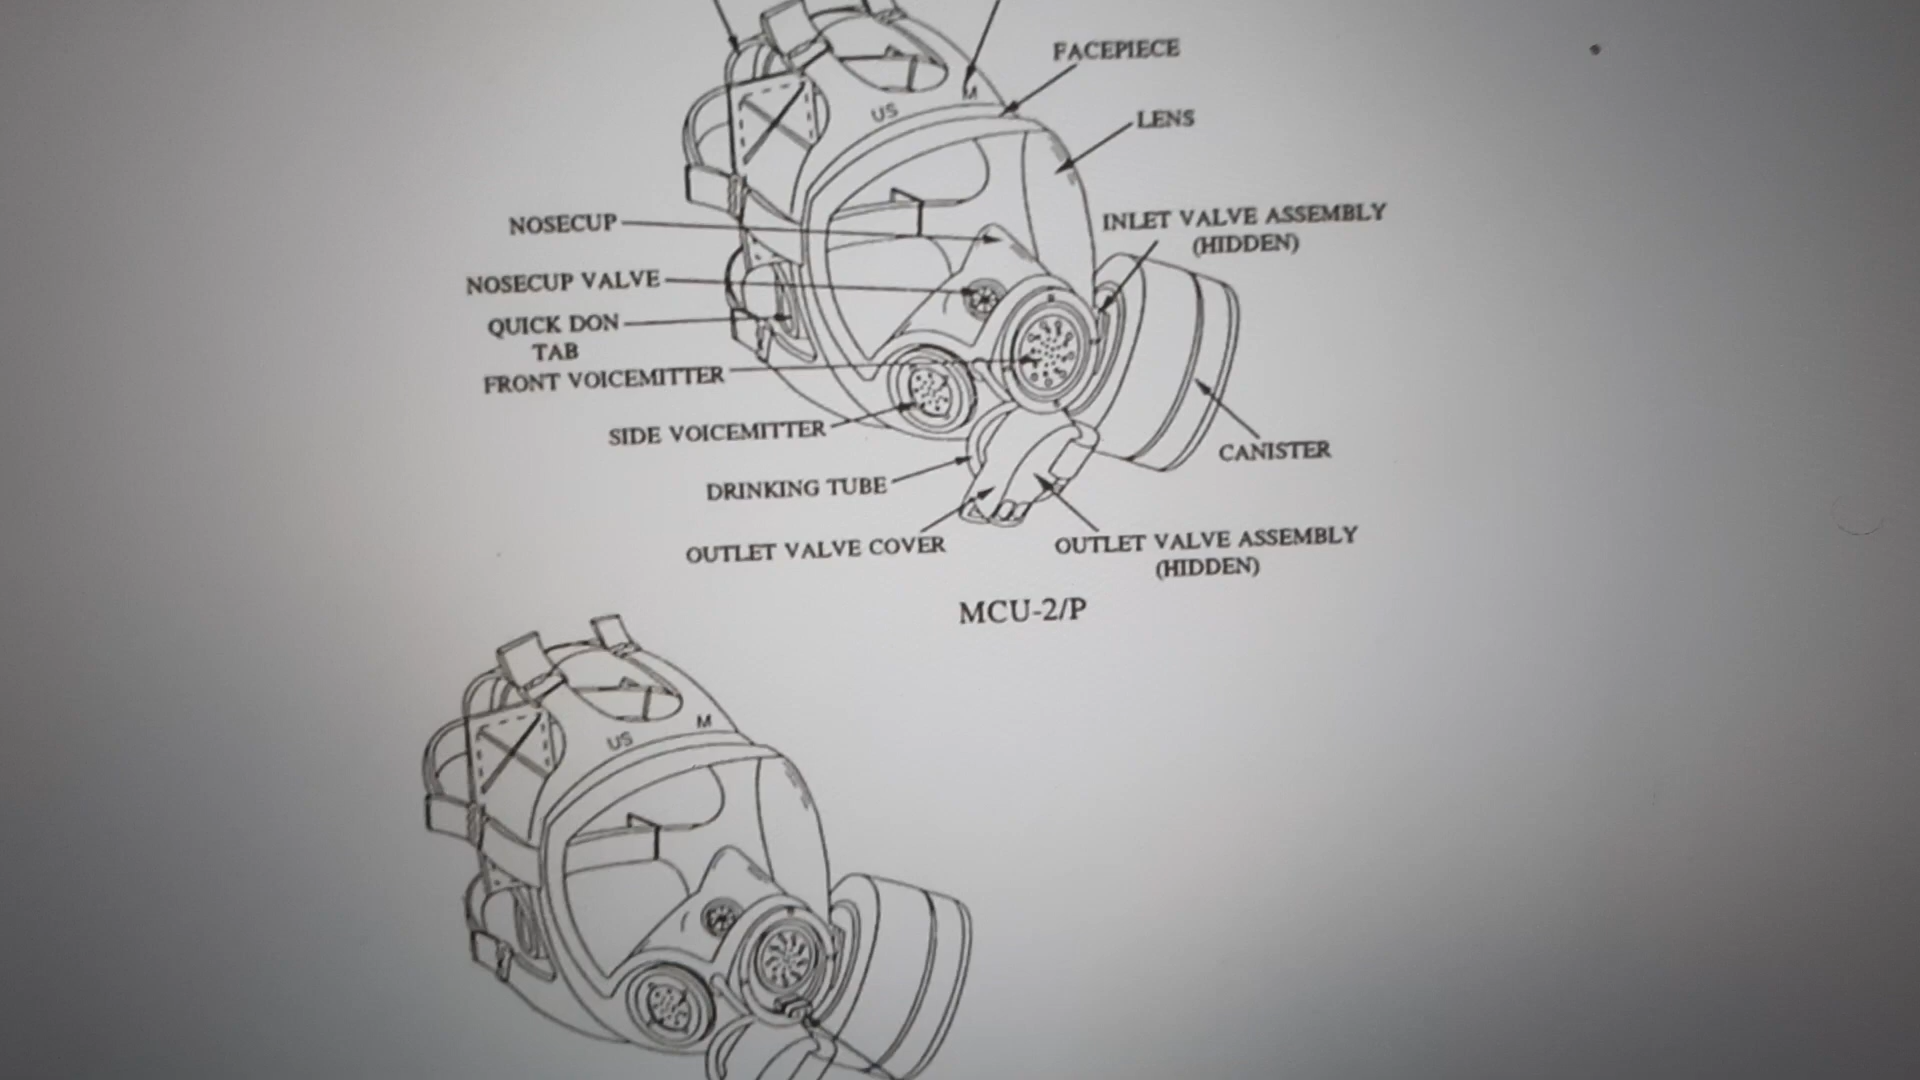 FACEPIECE
US
M
LENS
INLET VALVE ASSEMBLY
(HIDDEN)
NOSECUP
NOSECUP VALVE
QUICK DON
TAB
FRONT VOICEMITTER
SIDE VOICEMITTER
CANISTER
DRINKING TUBE
OUTLET VALVE COVER
OUTLET VALVE ASSEMBLY
(HIDDEN)
MCU-2/P
US
M